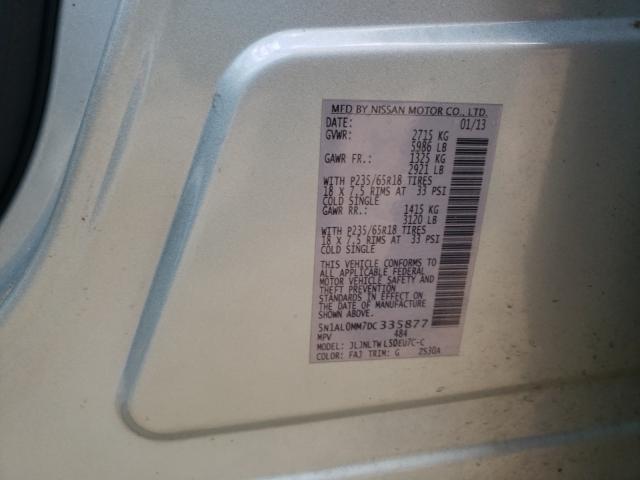 MFD BY NISSAN MOTOR CO., LTD.
DATE: 01/13
GVWR: 2715 KG
5986 LB
GAWR FR.: 1325 KG
2921 LB
WITH P235/65R18 TIRES
18 X 7.5 RIMS AT 33 PSI
COLD SINGLE
GAWR RR.: 1415 KG
3120 LB
WITH P235/65R18 TIRES
18 X 7.5 RIMS AT 33 PSI
COLD SINGLE
THIS VEHICLE CONFORMS TO
ALL APPLICABLE FEDERAL
MOTOR VEHICLE SAFETY AND
THEFT PREVENTION
STANDARDS IN EFFECT ON
THE DATE OF MANUFACTURE
SHOWN ABOVE.
5N1AL0MM7DC335877
MPV 484
MODEL: JLJNLTWL5DEU7C-C
COLOR: FAJ TRIM: G ZS30A